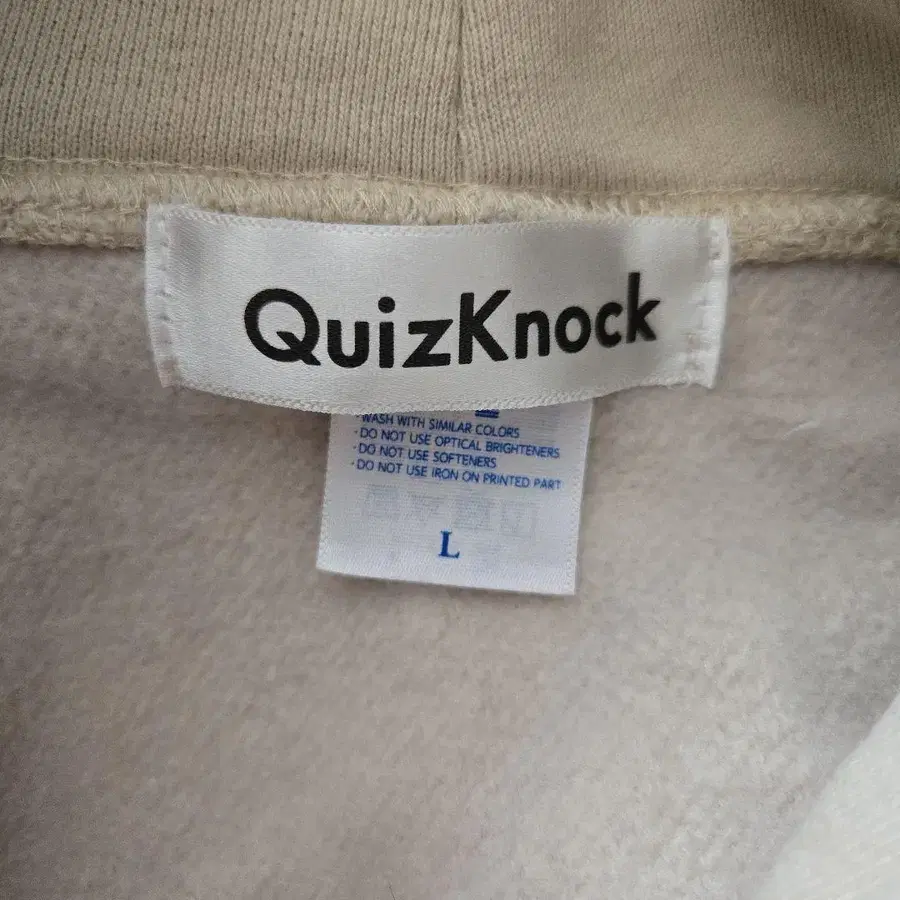 QuizKnock
·WASH WITH SIMILAR COLORS
·DO NOT USE OPTICAL BRIGHTENERS
·DO NOT USE SOFTENERS
·DO NOT USE IRON ON PRINTED PART
L